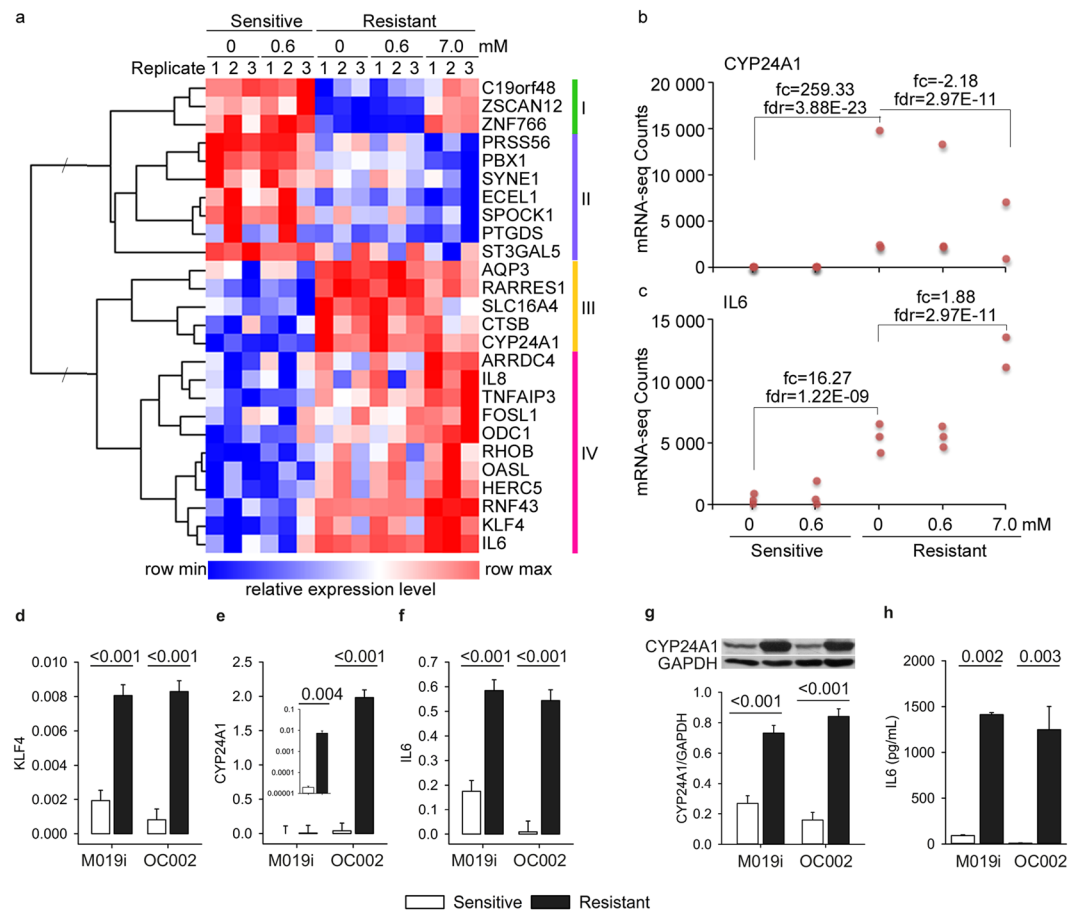 a
Sensitive Resistant
0 0.6 0 0.6 7.0 mM
Replicate 1 2 3 1 2 3 1 2 3 1 2 3 1 2 3
C19orf48
ZSCAN12
ZNF766
I
PRSS56
PBX1
SYNE1
ECEL1
SPOCK1
PTGDS
ST3GAL5
II
AQP3
RARRES1
SLC16A4
CTSB
CYP24A1
III
ARRDC4
IL8
TNFAIP3
FOSL1
ODC1
RHOB
OASL
HERC5
RNF43
KLF4
IL6
IV
row min row max
relative expression level
b
CYP24A1
mRNA-seq Counts
20 000
15 000
10 000
5 000
0
fc=259.33
fdr=3.88E-23
fc=-2.18
fdr=2.97E-11
c
IL6
mRNA-seq Counts
15 000
10 000
5 000
0
fc=16.27
fdr=1.22E-09
fc=1.88
fdr=2.97E-11
0 0.6 0 0.6 7.0 mM
Sensitive Resistant
d
KLF4
0.010
0.008
0.006
0.004
0.002
0.000
<0.001 <0.001
M019i OC002
e
CYP24A1
2.5
2.0
1.5
1.0
0.5
0.0
<0.001
0.004
0.1
0.01
0.001
0.0001
0.00001
M019i OC002
f
IL6
0.7
0.6
0.5
0.4
0.3
0.2
0.1
0.0
<0.001 <0.001
M019i OC002
g
CYP24A1
GAPDH
CYP24A1/GAPDH
1.0
0.8
0.6
0.4
0.2
0.0
<0.001 <0.001
M019i OC002
h
IL6 (pg/mL)
2000
1500
1000
500
0
0.002 0.003
M019i OC002
Sensitive Resistant